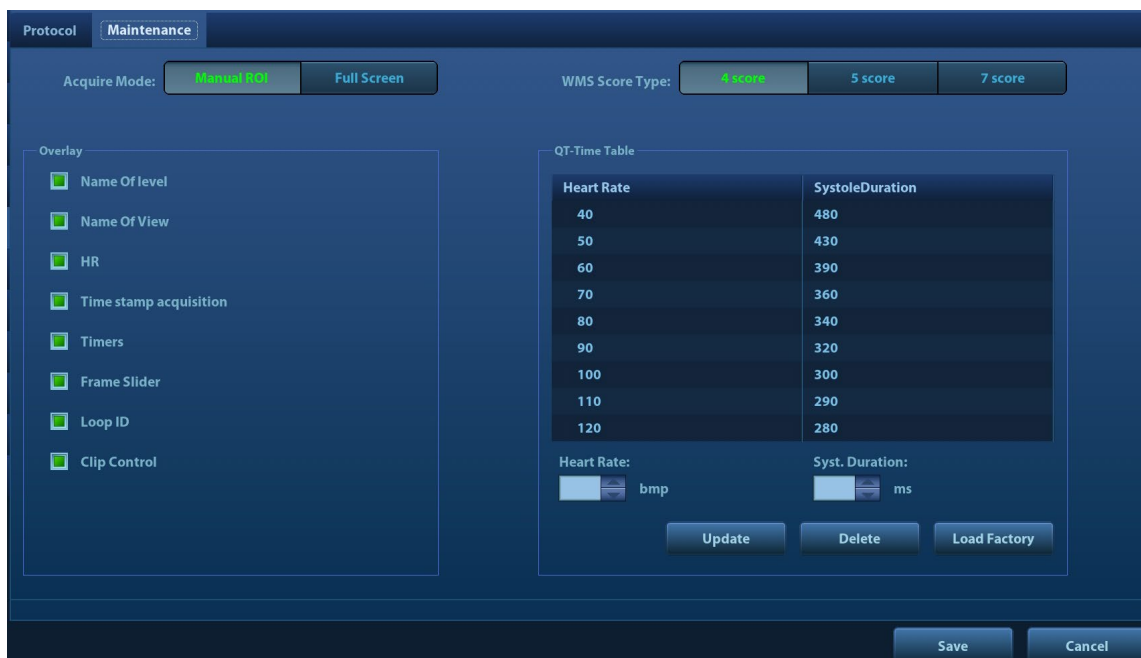 Protocol Maintenance
Acquire Mode: Manual ROI Full Screen WMS Score Type: 4 score 5 score 7 score
Overlay
Name Of level
Name Of View
HR
Time stamp acquisition
Timers
Frame Slider
Loop ID
Clip Control
QT-Time Table
Heart Rate SystoleDuration
40 480
50 430
60 390
70 360
80 340
90 320
100 300
110 290
120 280
Heart Rate: Syst. Duration:
bmp ms
Update Delete Load Factory
Save Cancel